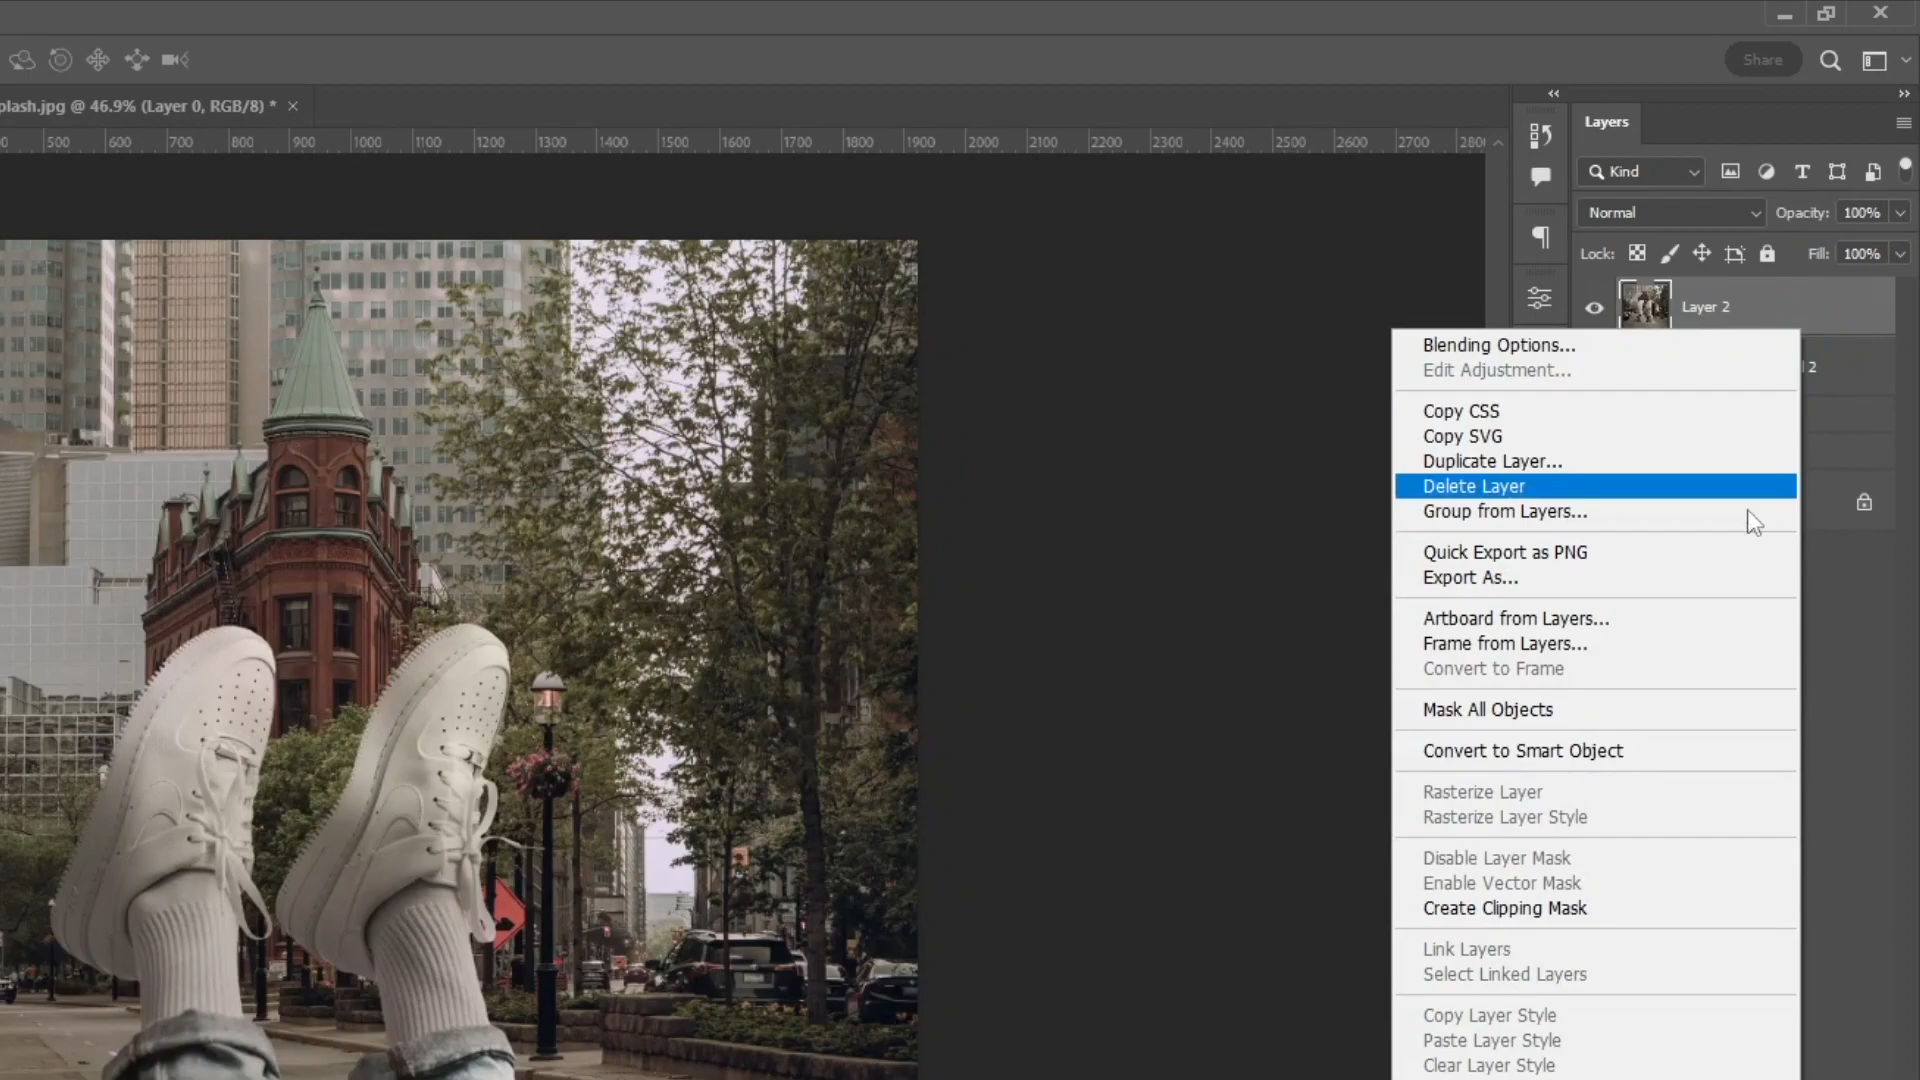 Share
plash.jpg @ 46.9% (Layer 0, RGB/8) *
500 600 700 800 900 1000 1100 1200 1300 1400 1500 1600 1700 1800 1900 2000 2100 2200 2300 2400 2500 2600 2700
Layers
Kind
Normal
Opacity: 100%
Lock:
Fill: 100%
Layer 2
2
Blending Options...
Edit Adjustment...
Copy CSS
Copy SVG
Duplicate Layer...
Delete Layer
Group from Layers...
Quick Export as PNG
Export As...
Artboard from Layers...
Frame from Layers...
Convert to Frame
Mask All Objects
Convert to Smart Object
Rasterize Layer
Rasterize Layer Style
Disable Layer Mask
Enable Vector Mask
Create Clipping Mask
Link Layers
Select Linked Layers
Copy Layer Style
Paste Layer Style
Clear Layer Style